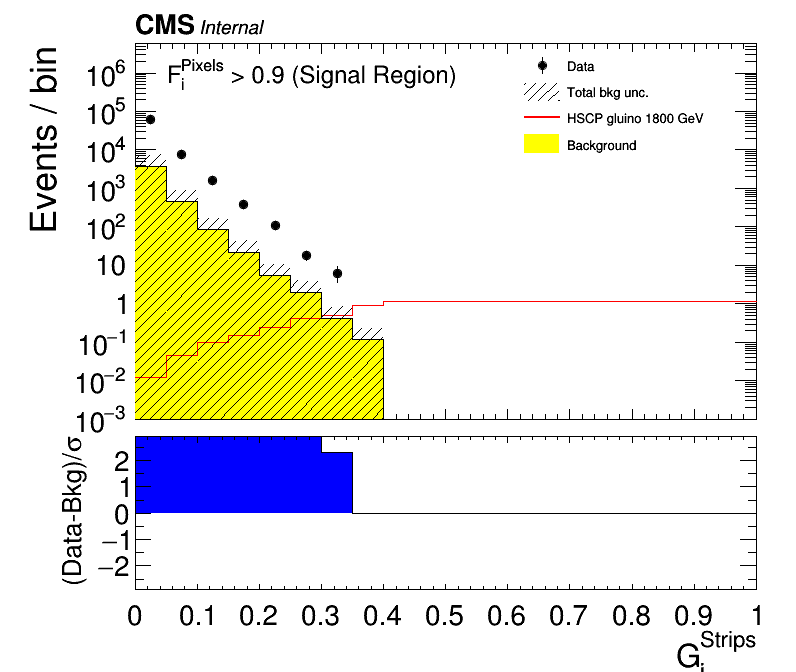 CMS Internal
F_i^Pixels > 0.9 (Signal Region)
Data
Total bkg unc.
HSCP gluino 1800 GeV
Background
Events / bin
10^6
10^5
10^4
10^3
10^2
10
1
10^−1
10^−2
10^−3
(Data-Bkg)/σ
2
1
0
−1
−2
0 0.1 0.2 0.3 0.4 0.5 0.6 0.7 0.8 0.9 1
G_i^Strips